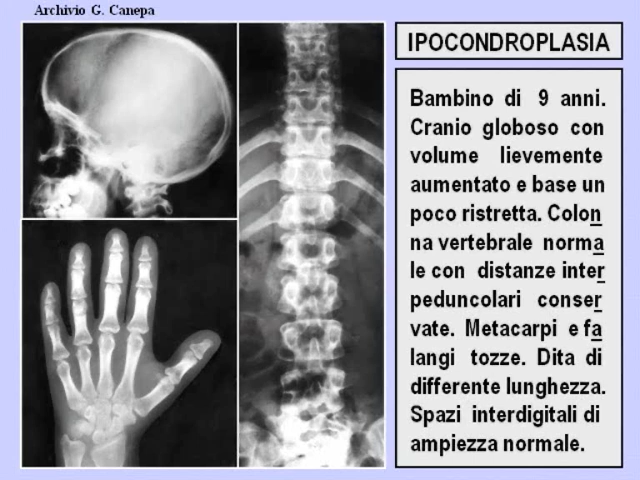 Archivio G. Canepa
IPOCONDROPLASIA
Bambino di 9 anni.
Cranio globoso con
volume lievemente
aumentato e base un
poco ristretta. Colon
na vertebrale norma
le con distanze inter
peduncolari conser
vate. Metacarpi e fa
langi tozze. Dita di
differente lunghezza.
Spazi interdigitali di
ampiezza normale.